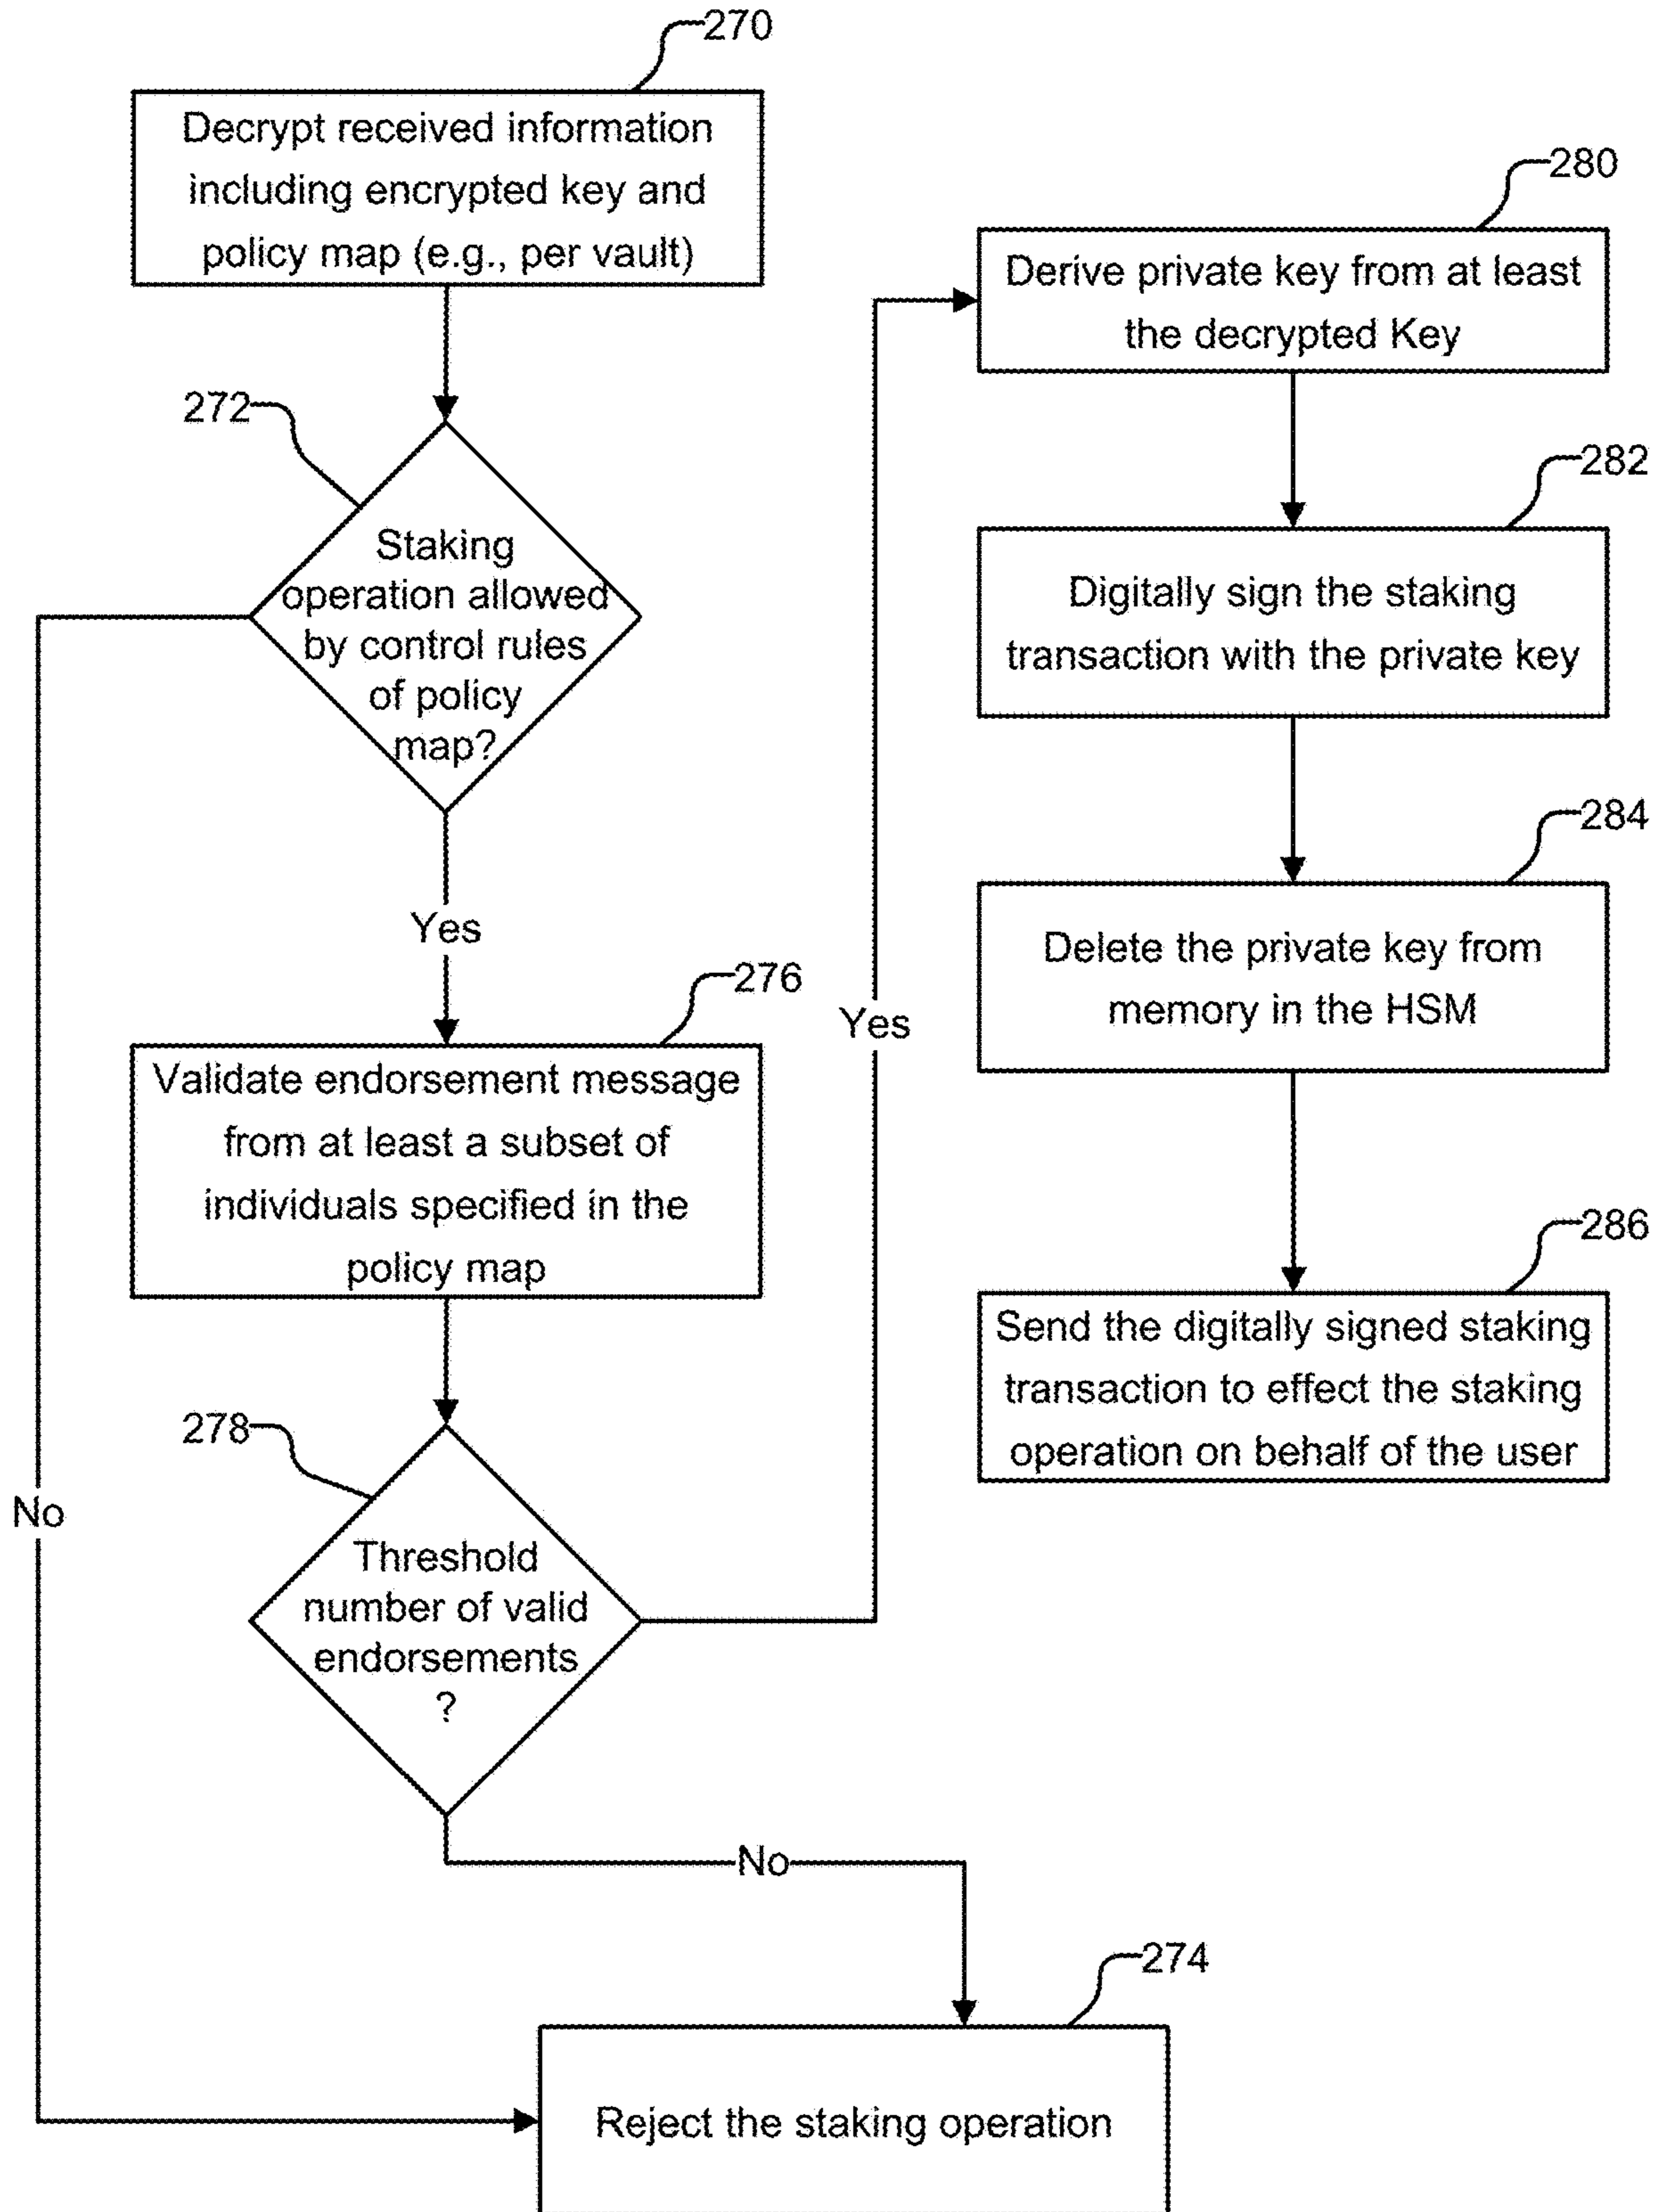 270
Decrypt received information
including encrypted key and
policy map (e.g., per vault)
272
Staking
operation allowed
by control rules
of policy
map?
Yes
No
276
Validate endorsement message
from at least a subset of
individuals specified in the
policy map
278
Threshold
number of valid
endorsements
?
Yes
No
274
Reject the staking operation
280
Derive private key from at least
the decrypted Key
282
Digitally sign the staking
transaction with the private key
284
Delete the private key from
memory in the HSM
286
Send the digitally signed staking
transaction to effect the staking
operation on behalf of the user